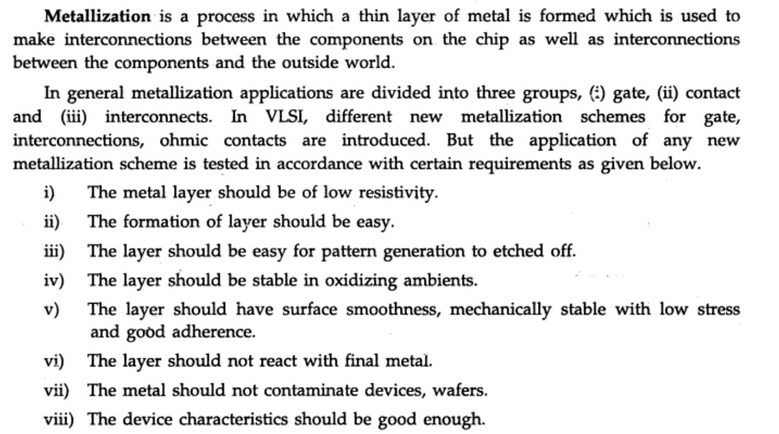 Metallization is a process in which a thin layer of metal is formed which is used to
make interconnections between the components on the chip as well as interconnections
between the components and the outside world.
In general metallization applications are divided into three groups, (i) gate, (ii) contact
and (iii) interconnects. In VLSI, different new metallization schemes for gate,
interconnections, ohmic contacts are introduced. But the application of any new
metallization scheme is tested in accordance with certain requirements as given below.
i) The metal layer should be of low resistivity.
ii) The formation of layer should be easy.
iii) The layer should be easy for pattern generation to etched off.
iv) The layer should be stable in oxidizing ambients.
v) The layer should have surface smoothness, mechanically stable with low stress
and good adherence.
vi) The layer should not react with final metal.
vii) The metal should not contaminate devices, wafers.
viii) The device characteristics should be good enough.